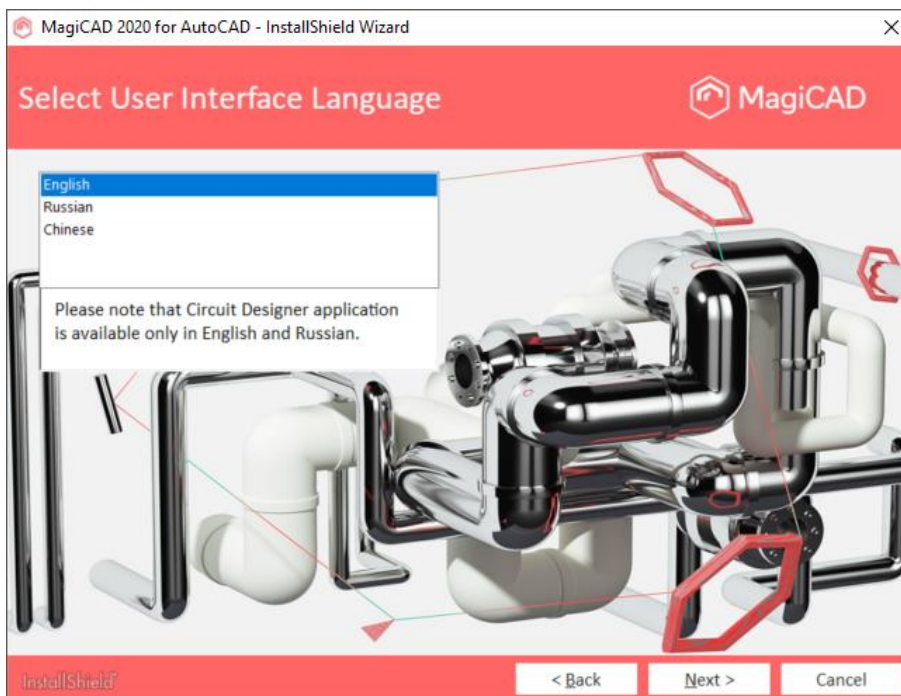 MagiCAD 2020 for AutoCAD - InstallShield Wizard
Select User Interface Language
MagiCAD
English
Russian
Chinese
Please note that Circuit Designer application
is available only in English and Russian.
InstallShield
< Back
Next >
Cancel